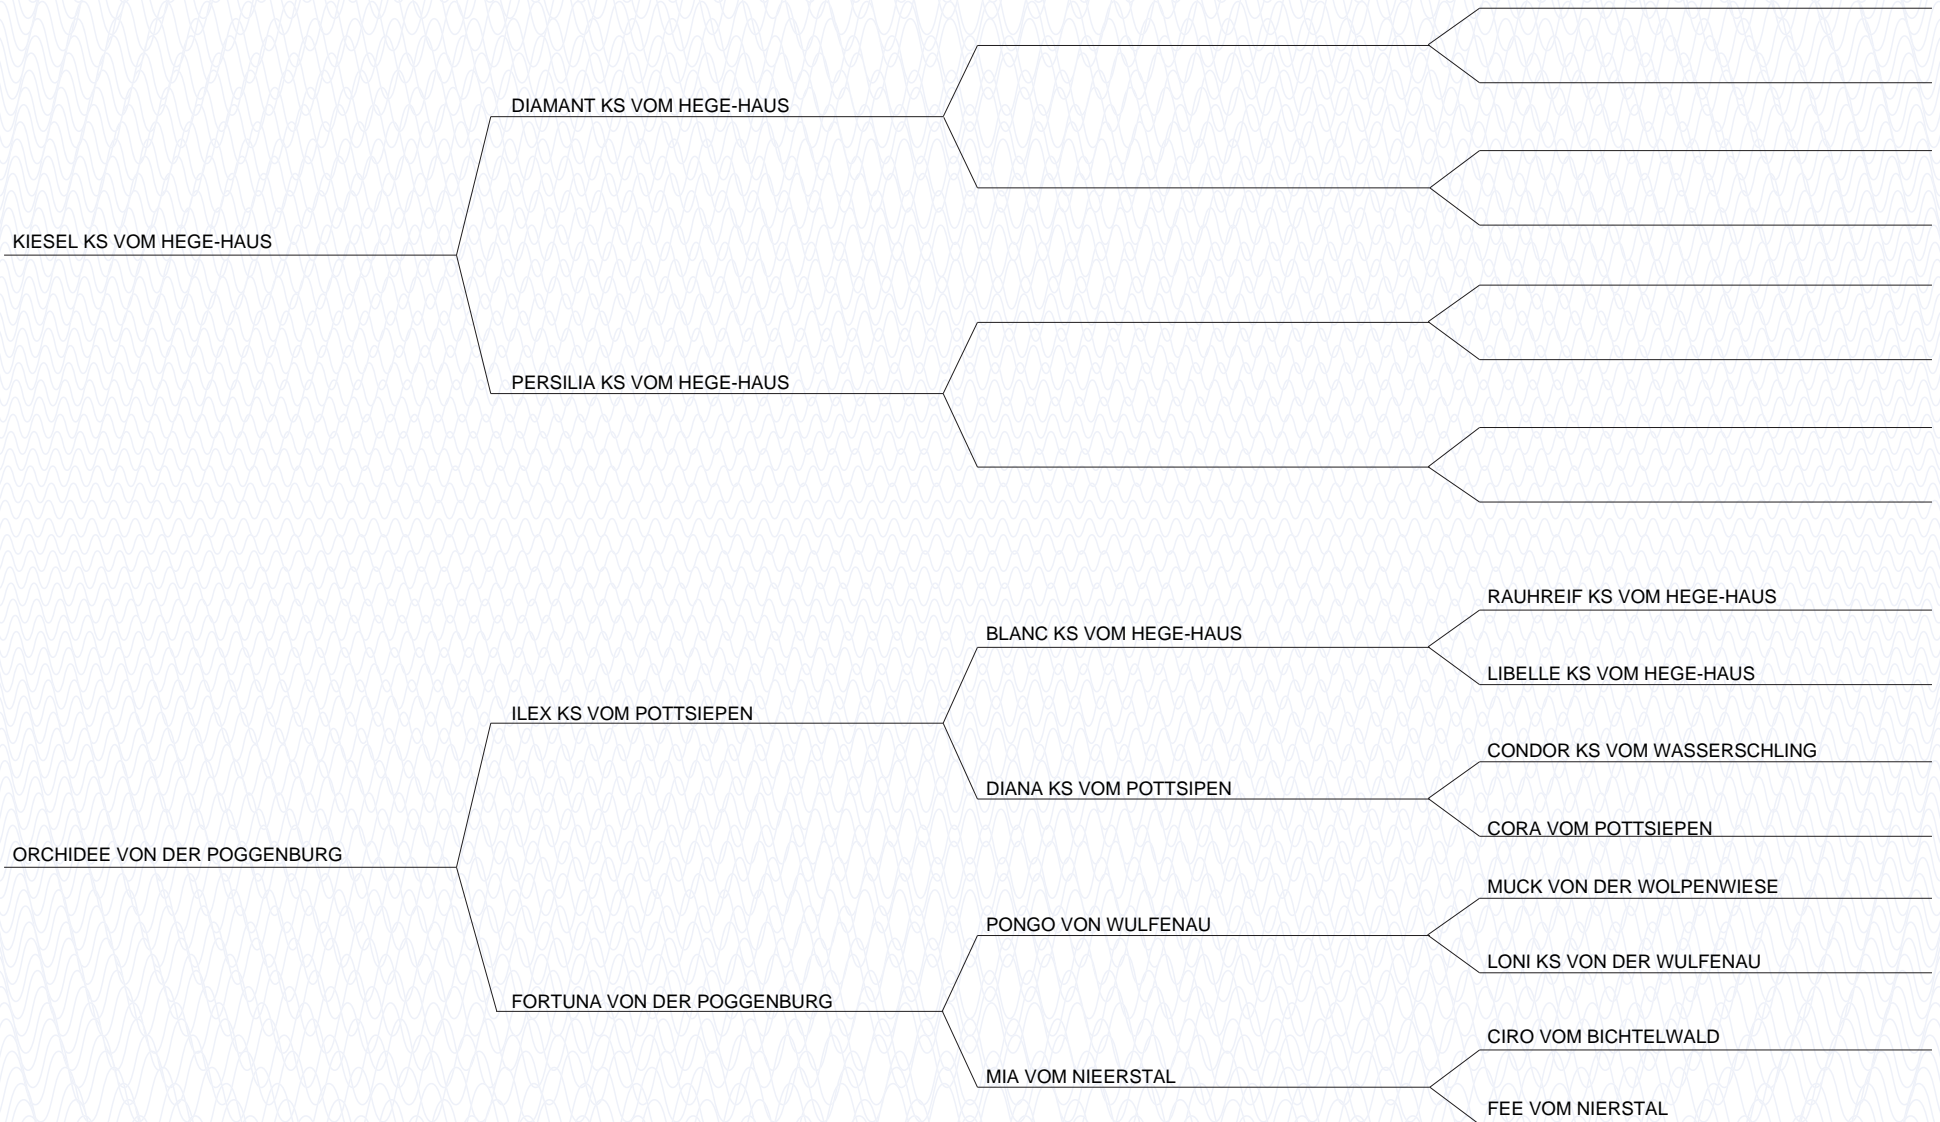 DIAMANT KS VOM HEGE-HAUS
KIESEL KS VOM HEGE-HAUS
PERSILIA KS VOM HEGE-HAUS
RAUHREIF KS VOM HEGE-HAUS
BLANC KS VOM HEGE-HAUS
LIBELLE KS VOM HEGE-HAUS
ILEX KS VOM POTTSIEPEN
CONDOR KS VOM WASSERSCHLING
DIANA KS VOM POTTSIPEN
CORA VOM POTTSIEPEN
ORCHIDEE VON DER POGGENBURG
MUCK VON DER WOLPENWIESE
PONGO VON WULFENAU
LONI KS VON DER WULFENAU
FORTUNA VON DER POGGENBURG
CIRO VOM BICHTELWALD
MIA VOM NIEERSTAL
FEE VOM NIERSTAL